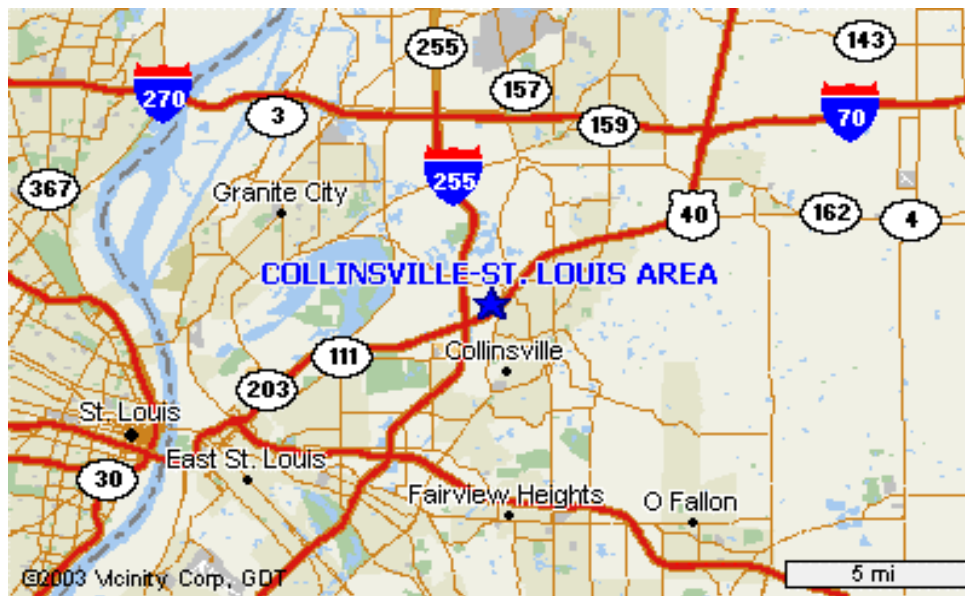 255
143
157
270
3
70
159
255
367
Granite City
40
162
4
COLLINSVILLE-ST. LOUIS AREA
111
Collinsville
203
St. Louis
East St. Louis
30
Fairview Heights
O Fallon
©2003 Vicinity Corp, GDT
5 mi